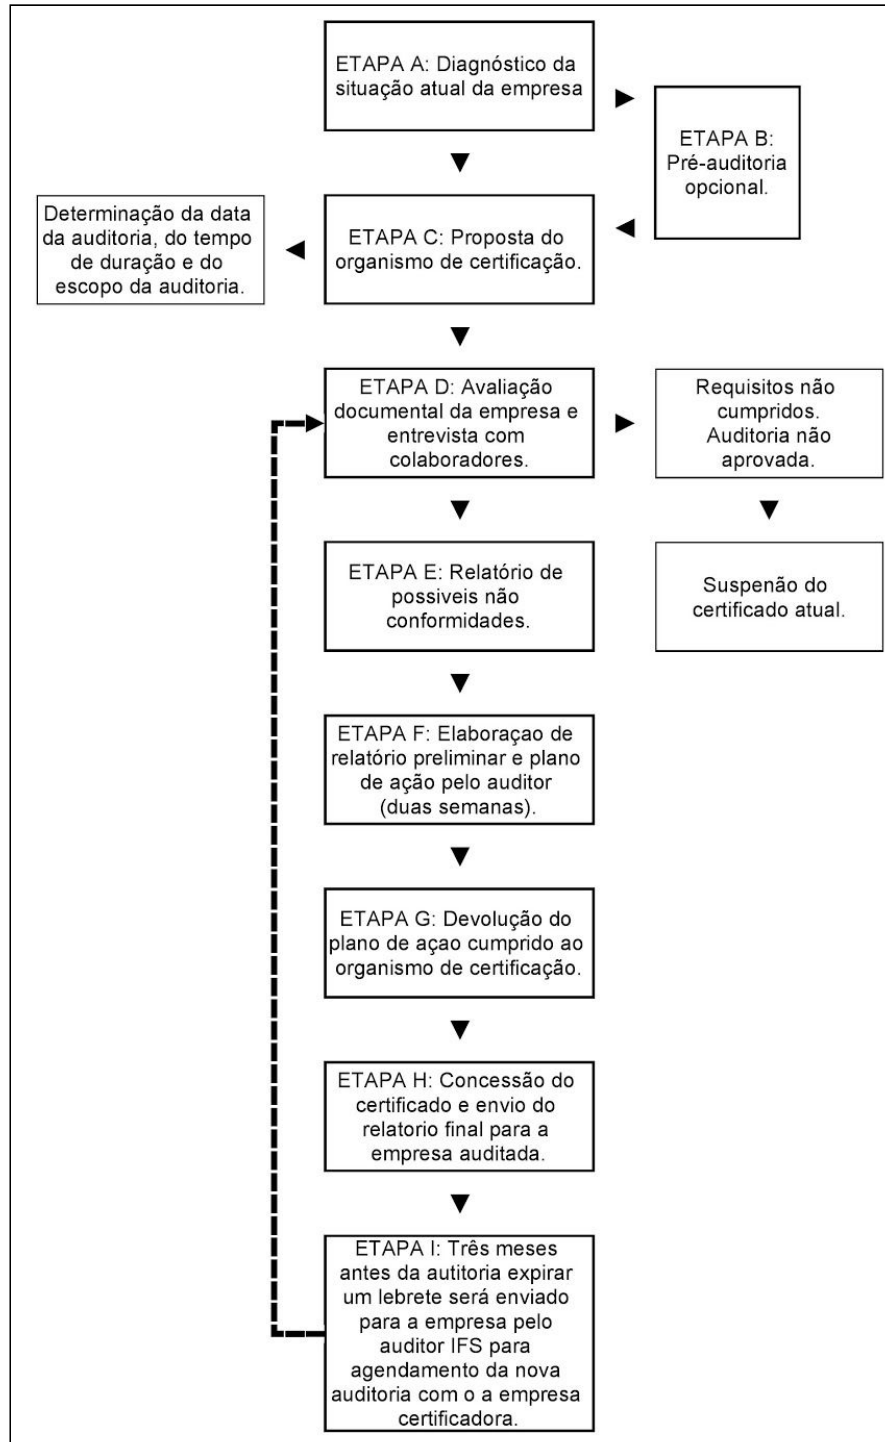 ETAPA A: Diagnóstico da
situação atual da empresa
ETAPA B:
Pré-auditoria
opcional.
Determinação da data
da auditoria, do tempo
de duração e do
escopo da auditoria.
ETAPA C: Proposta do
organismo de certificação.
ETAPA D: Avaliação
documental da empresa e
entrevista com
colaboradores.
Requisitos não
cumpridos.
Auditoria não
aprovada.
ETAPA E: Relatório de
possiveis não
conformidades.
Suspenão do
certificado atual.
ETAPA F: Elaboraçao de
relatório preliminar e plano
de ação pelo auditor
(duas semanas).
ETAPA G: Devolução do
plano de açao cumprido ao
organismo de certificação.
ETAPA H: Concessão do
certificado e envio do
relatorio final para a
empresa auditada.
ETAPA I: Três meses
antes da autitoria expirar
um lebrete será enviado
para a empresa pelo
auditor IFS para
agendamento da nova
auditoria com o a empresa
certificadora.